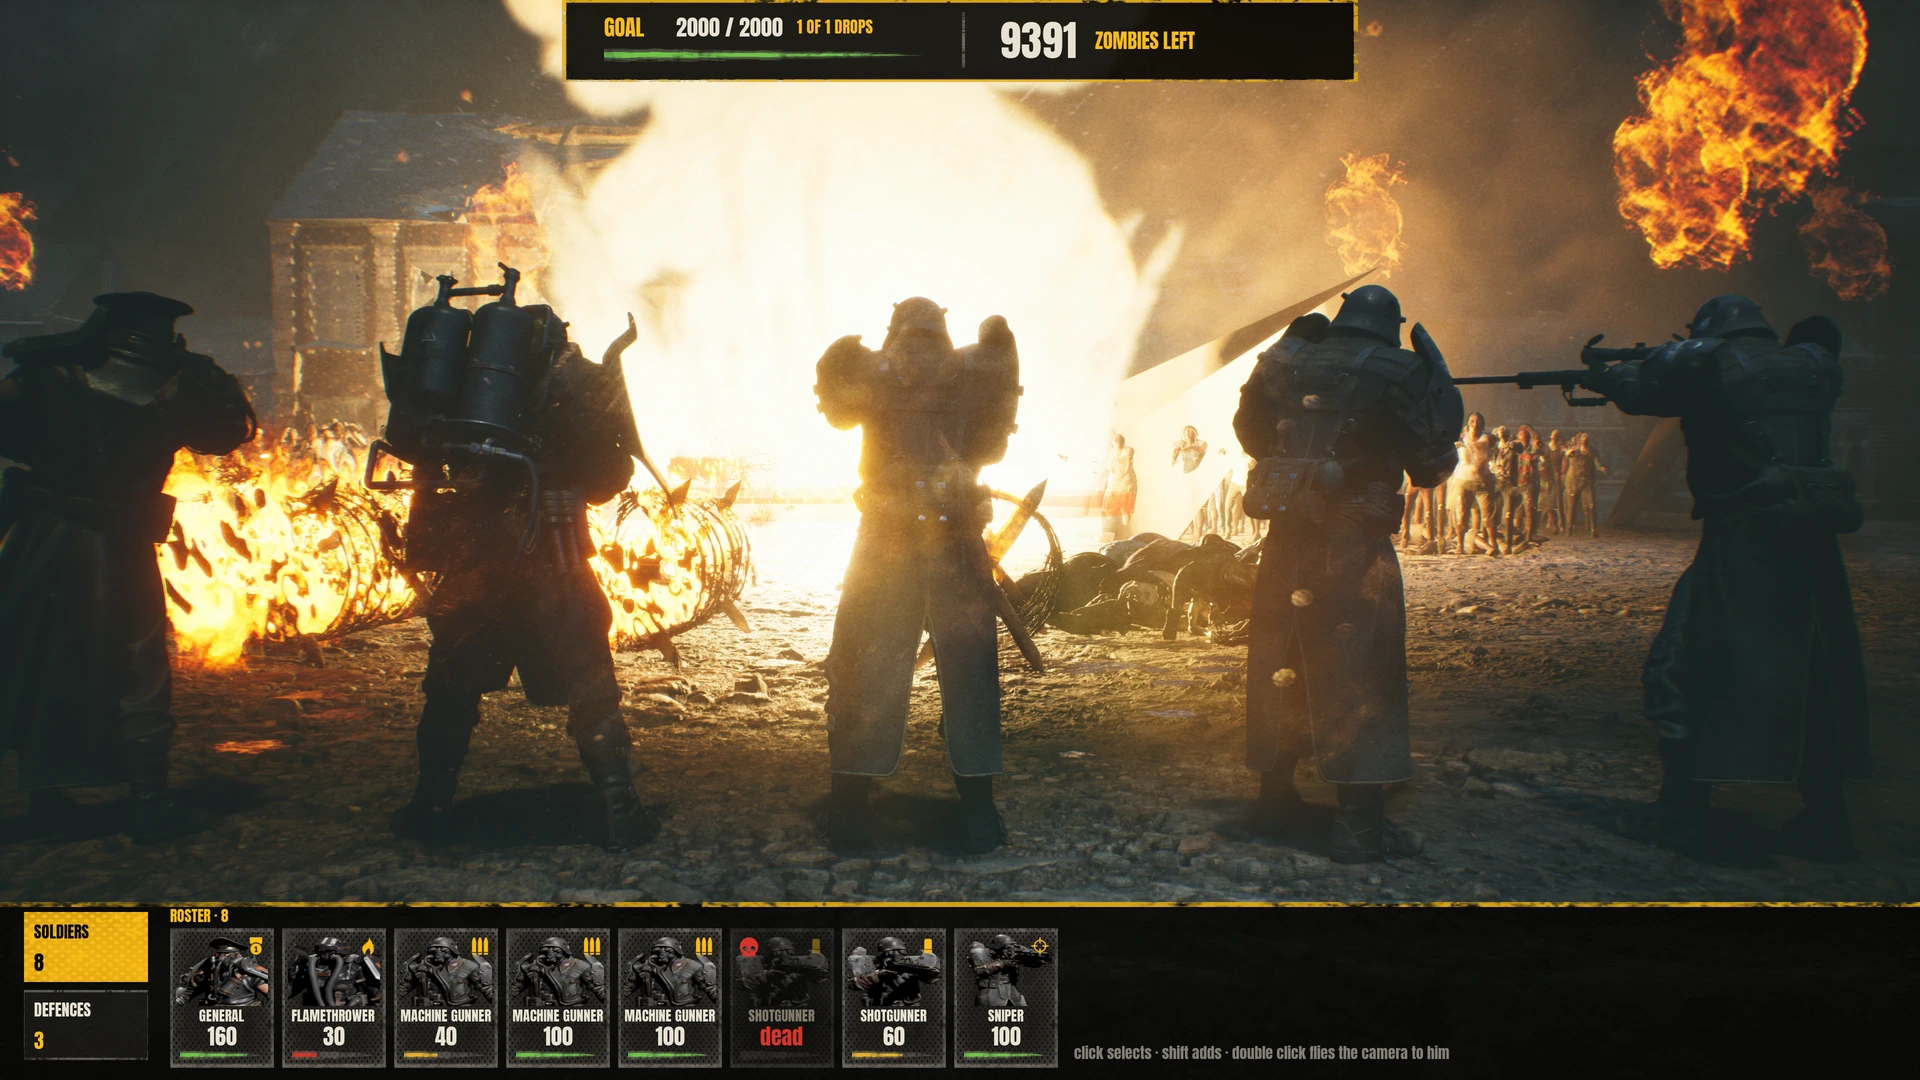 GOAL 2000 / 2000 1 OF 1 DROPS
9391 ZOMBIES LEFT
SOLDIERS
8
DEFENCES
3
ROSTER · 8
GENERAL
160
FLAMETHROWER
30
MACHINE GUNNER
40
MACHINE GUNNER
100
MACHINE GUNNER
100
SHOTGUNNER
dead
SHOTGUNNER
60
SNIPER
100
click selects · shift adds · double click flies the camera to him